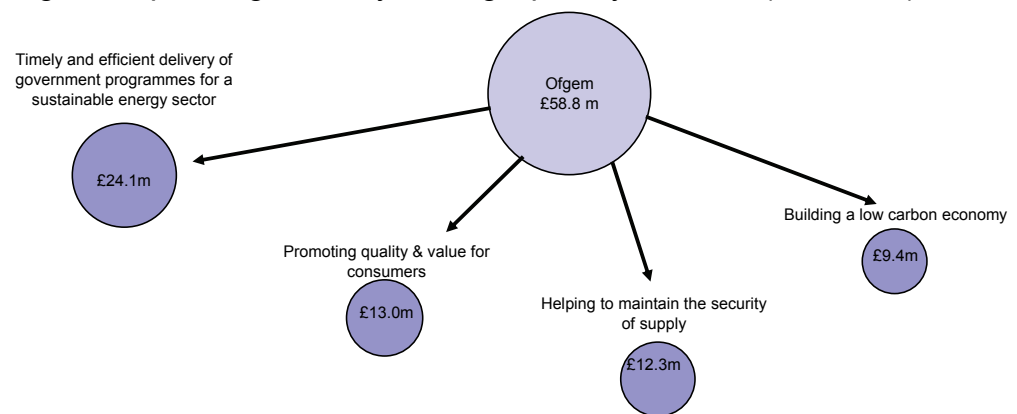 Ofgem
£58.8 m
Timely and efficient delivery of
government programmes for a
sustainable energy sector
£24.1m
Promoting quality & value for
consumers
£13.0m
Helping to maintain the security
of supply
£12.3m
Building a low carbon economy
£9.4m